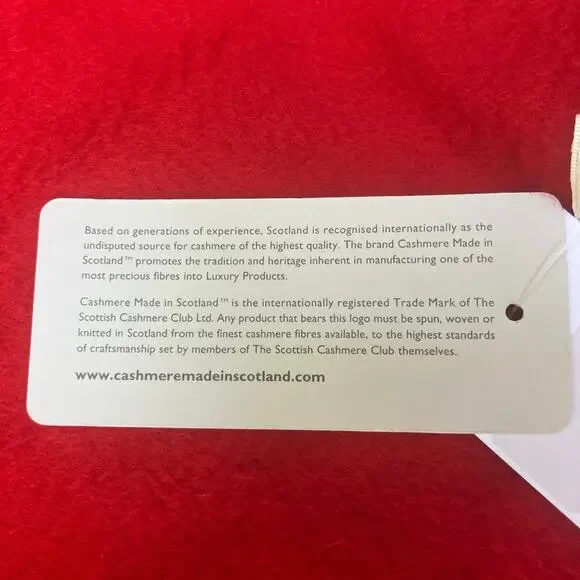 Based on generations of experience, Scotland is recognised internationally as the
undisputed source for cashmere of the highest quality. The brand Cashmere Made in
Scotland™ promotes the tradition and heritage inherent in manufacturing one of the
most precious fibres into Luxury Products.
Cashmere Made in Scotland™ is the internationally registered Trade Mark of The
Scottish Cashmere Club Ltd. Any product that bears this logo must be spun, woven or
knitted in Scotland from the finest cashmere fibres available, to the highest standards
of craftsmanship set by members of The Scottish Cashmere Club themselves.
www.cashmeremadeinscotland.com